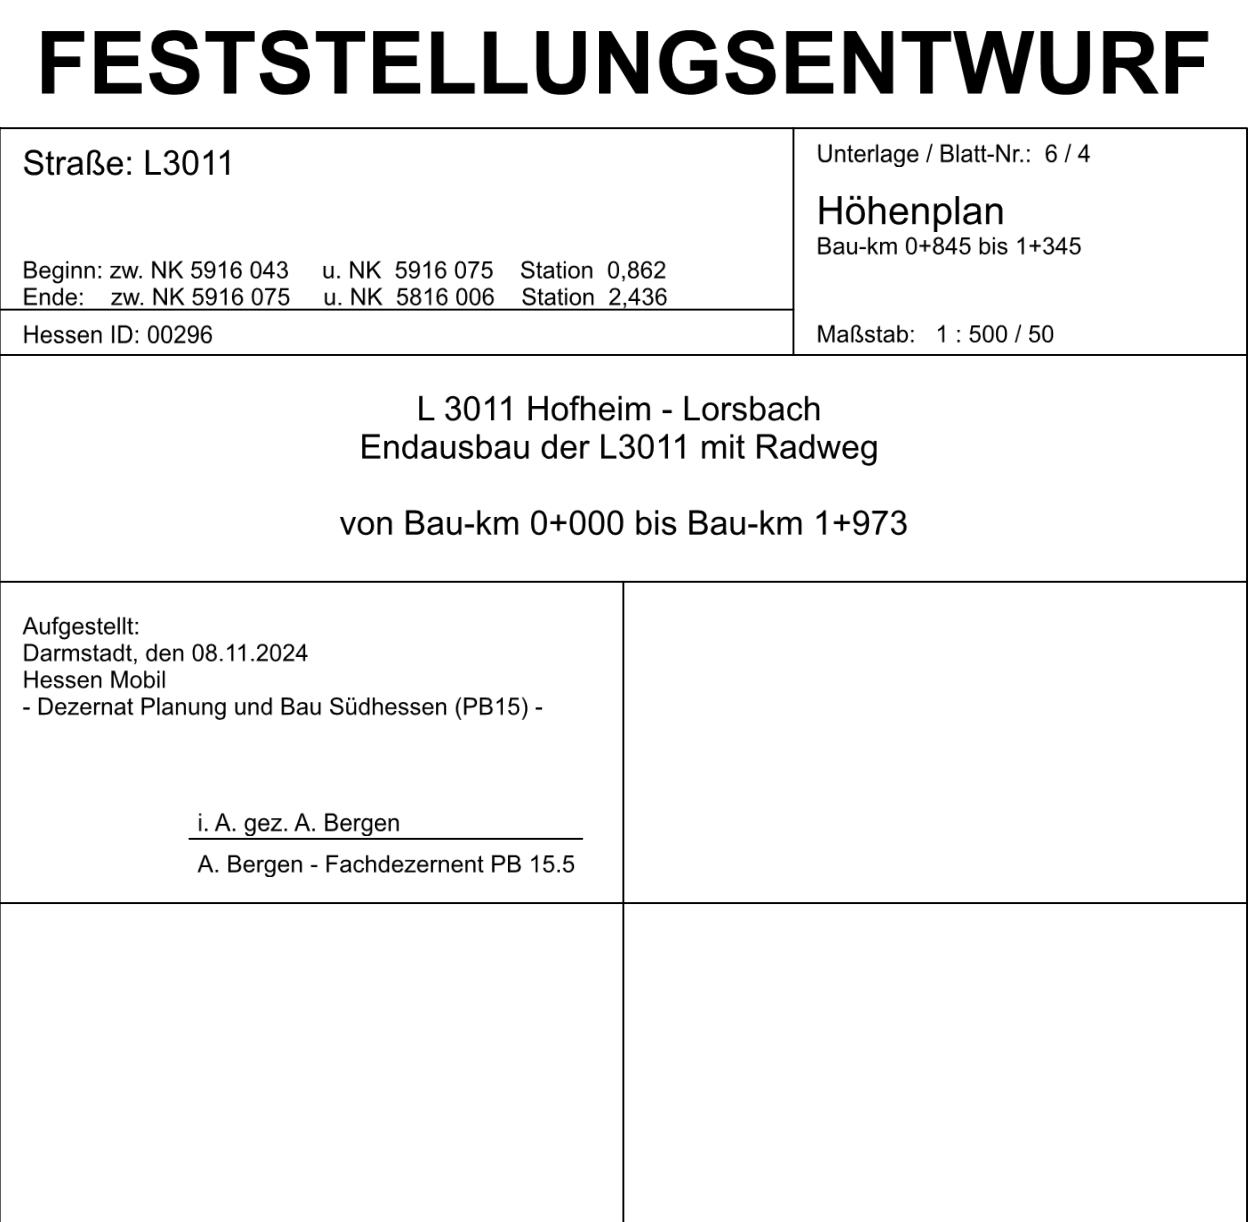 FESTSTELLUNGSENTWURF
Straße: L3011
Beginn: zw. NK 5916 043 u. NK 5916 075 Station 0,862
Ende: zw. NK 5916 075 u. NK 5816 006 Station 2,436
Hessen ID: 00296
Unterlage / Blatt-Nr.: 6 / 4
Höhenplan
Bau-km 0+845 bis 1+345
Maßstab: 1 : 500 / 50
L 3011 Hofheim - Lorsbach
Endausbau der L3011 mit Radweg
von Bau-km 0+000 bis Bau-km 1+973
Aufgestellt:
Darmstadt, den 08.11.2024
Hessen Mobil
- Dezernat Planung und Bau Südhessen (PB15) -
i. A. gez. A. Bergen
A. Bergen - Fachdezernent PB 15.5